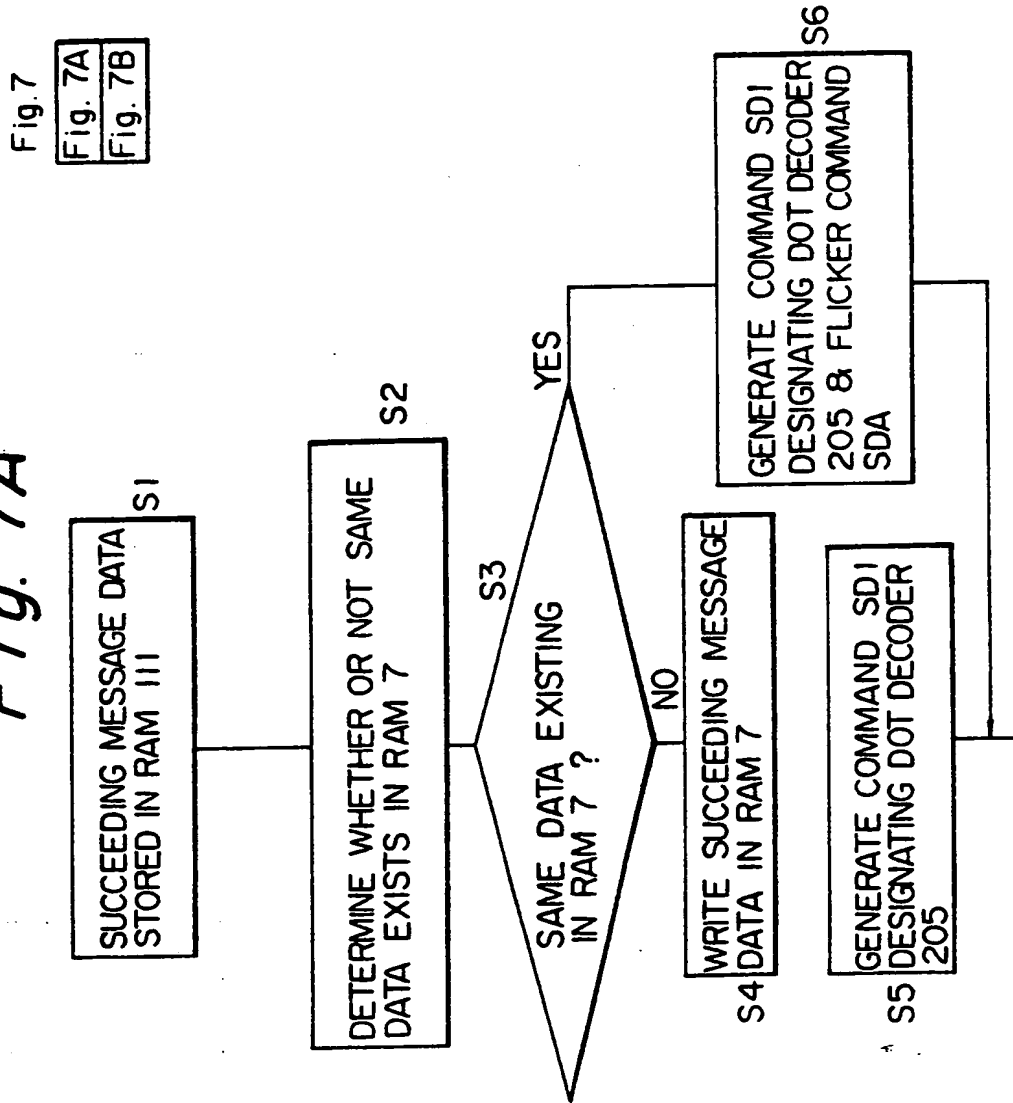 Fig. 7A
Fig.7
Fig. 7A
Fig. 7B
SUCCEEDING MESSAGE DATA
STORED IN RAM 111
S1
DETERMINE WHETHER OR NOT SAME
DATA EXISTS IN RAM 7
S2
S3
SAME DATA EXISTING
IN RAM 7 ?
YES
NO
S4
WRITE SUCCEEDING MESSAGE
DATA IN RAM 7
S5
GENERATE COMMAND SD1
DESIGNATING DOT DECODER
205
GENERATE COMMAND SD1
DESIGNATING DOT DECODER
205 & FLICKER COMMAND
SDA
S6